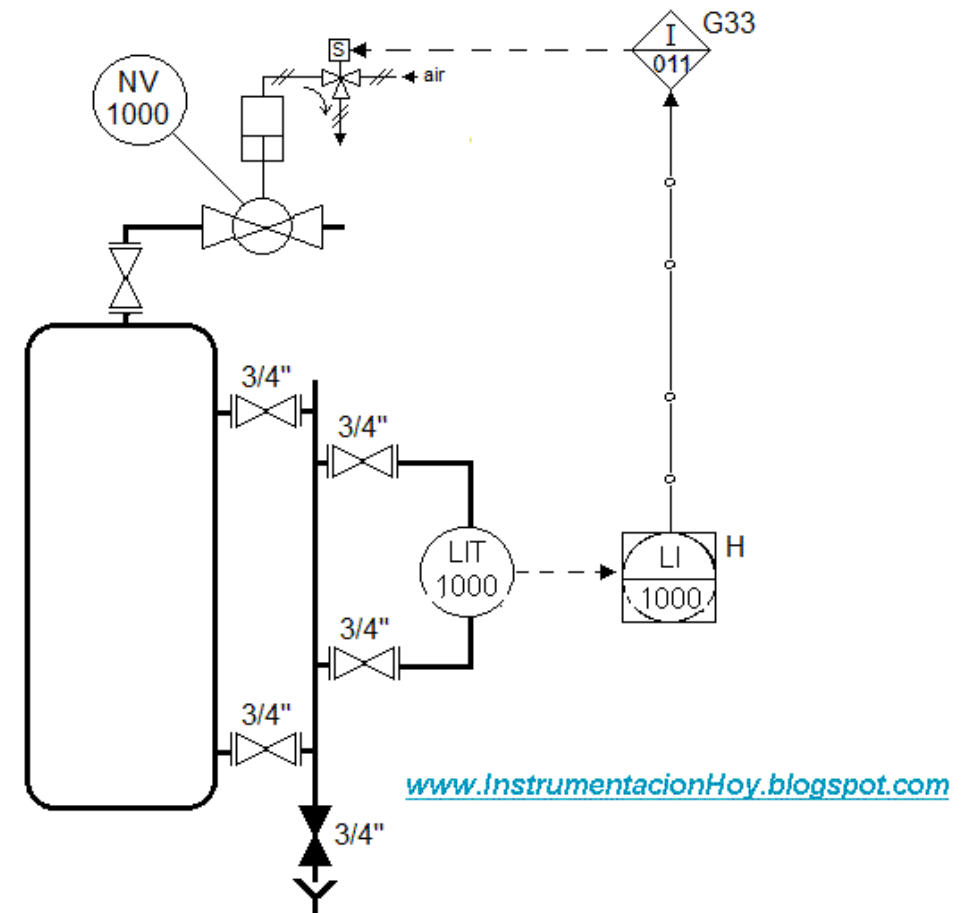 I
011
G33
S
air
NV
1000
3/4"
3/4"
LIT
1000
LI
1000
H
3/4"
3/4"
www.InstrumentacionHoy.blogspot.com
3/4"